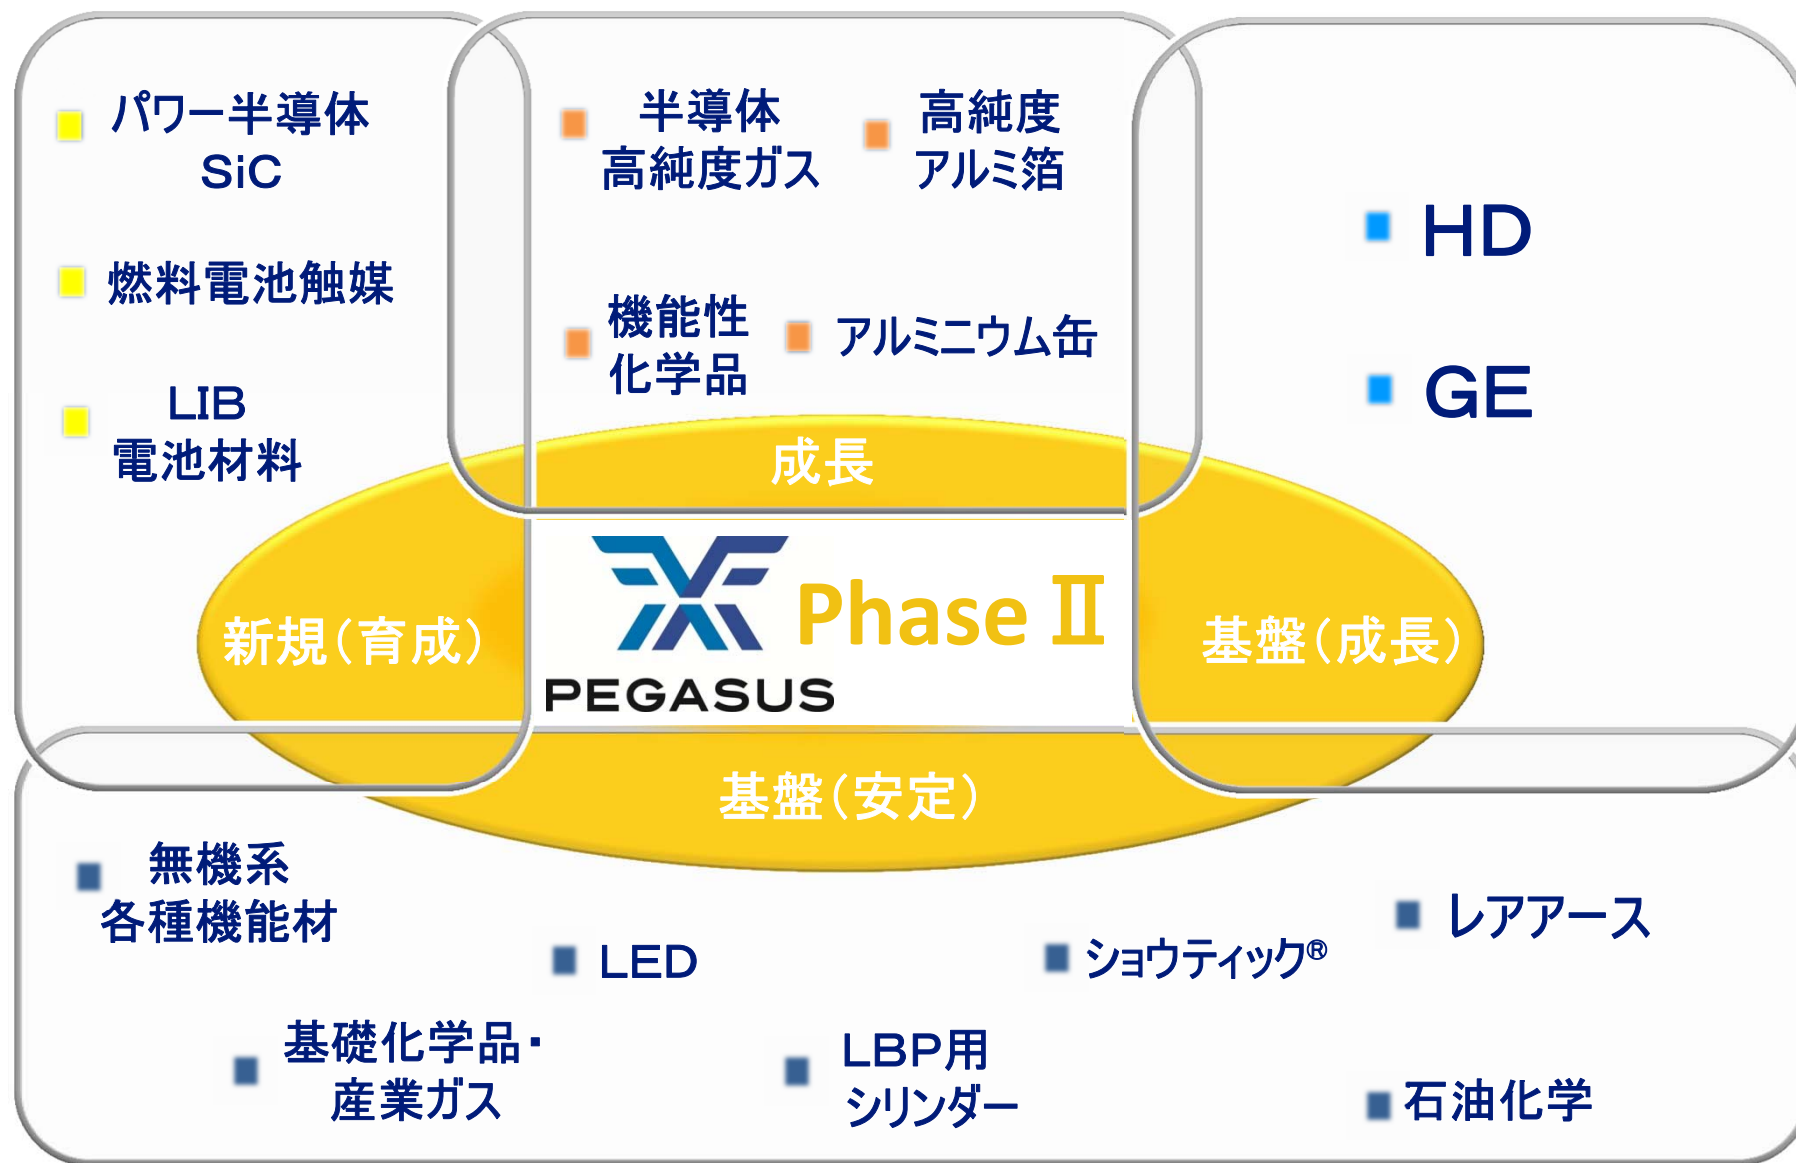 パワー半導体
SiC
燃料電池触媒
LIB
電池材料
半導体
高純度ガス
高純度
アルミ箔
機能性
化学品
アルミニウム缶
HD
GE
成長
新規（育成）
PEGASUS
Phase Ⅱ
基盤（成長）
基盤（安定）
無機系
各種機能材
LED
ショウティック®
レアアース
基礎化学品・
産業ガス
LBP用
シリンダー
石油化学